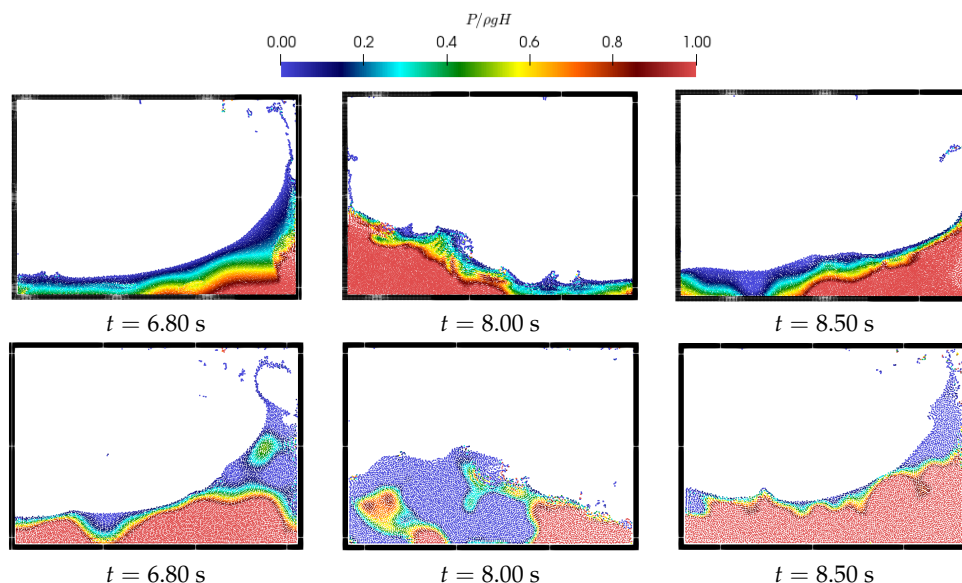 P/ρgH
0.00 0.2 0.4 0.6 0.8 1.00
t = 6.80 s t = 8.00 s t = 8.50 s
t = 6.80 s t = 8.00 s t = 8.50 s